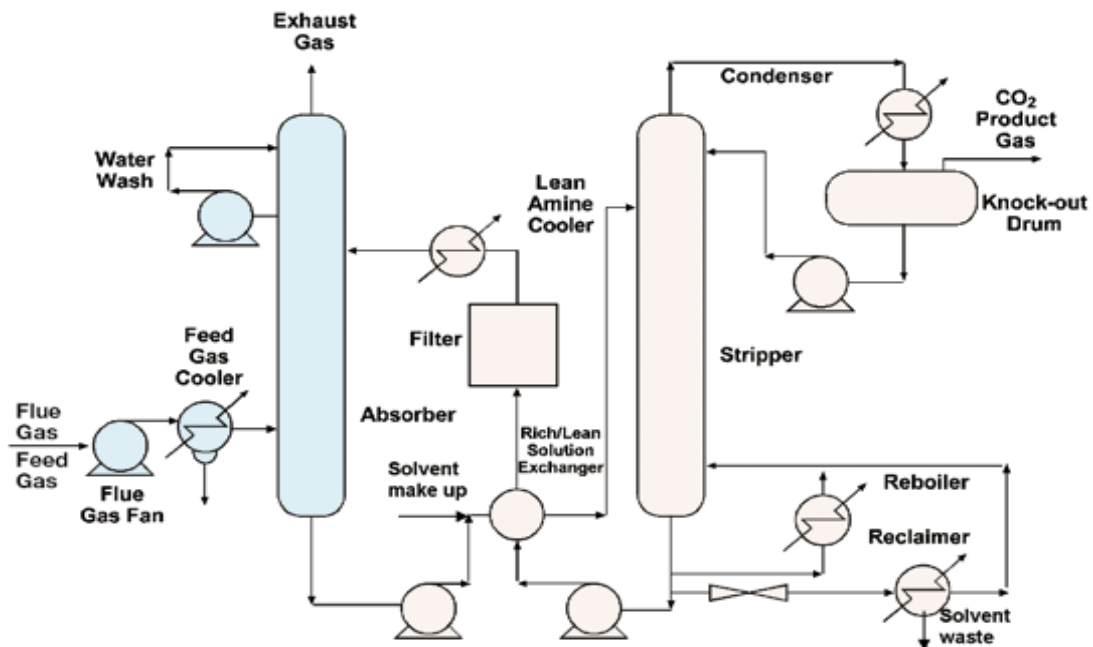 Exhaust
Gas
Condenser
CO₂
Product
Gas
Water
Wash
Lean
Amine
Cooler
Knock-out
Drum
Filter
Feed
Gas
Cooler
Stripper
Flue
Gas
Feed
Gas
Flue
Gas Fan
Absorber
Rich/Lean
Solution
Exchanger
Solvent
make up
Reboiler
Reclaimer
Solvent
waste